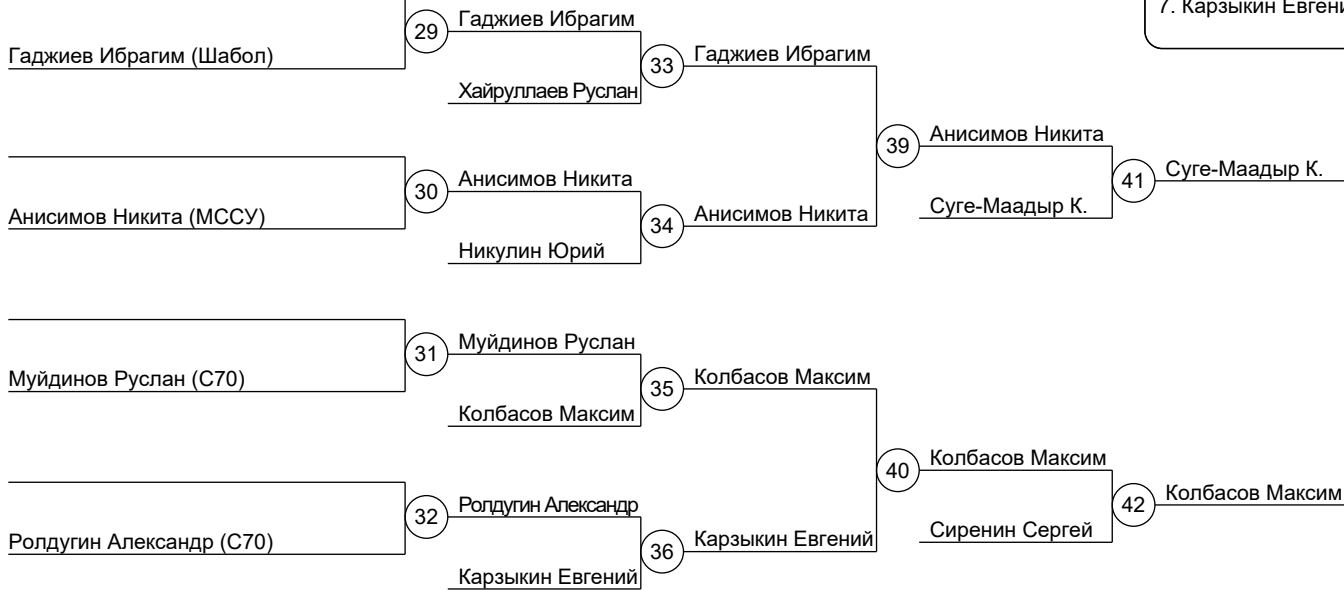 7. Карзыкин Евгени
29
Гаджиев Ибрагим
Гаджиев Ибрагим (Шабол)
33
Гаджиев Ибрагим
Хайруллаев Руслан
39
Анисимов Никита
41
Суге-Маадыр К.
30
Анисимов Никита
Анисимов Никита (МССУ)
34
Анисимов Никита
Суге-Маадыр К.
Никулин Юрий
31
Муйдинов Руслан
Муйдинов Руслан (С70)
35
Колбасов Максим
Колбасов Максим
40
Колбасов Максим
42
Колбасов Максим
32
Ролдугин Александр
Ролдугин Александр (С70)
36
Карзыкин Евгений
Сиренин Сергей
Карзыкин Евгений